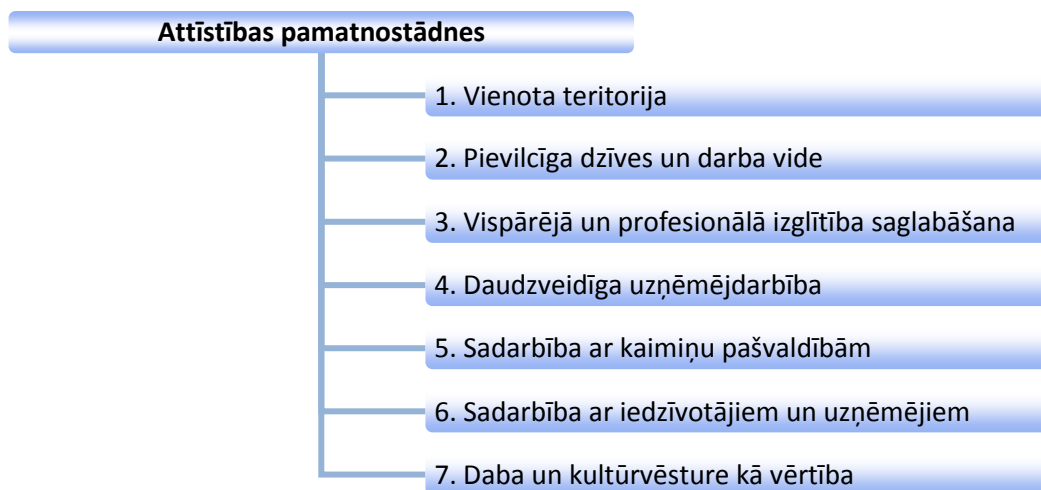 Attīstības pamatnostādnes
1. Vienota teritorija
2. Pievilcīga dzīves un darba vide
3. Vispārējā un profesionālā izglītība saglabāšana
4. Daudzveidīga uzņēmējdarbība
5. Sadarbība ar kaimiņu pašvaldībām
6. Sadarbība ar iedzīvotājiem un uzņēmējiem
7. Daba un kultūrvēsture kā vērtība